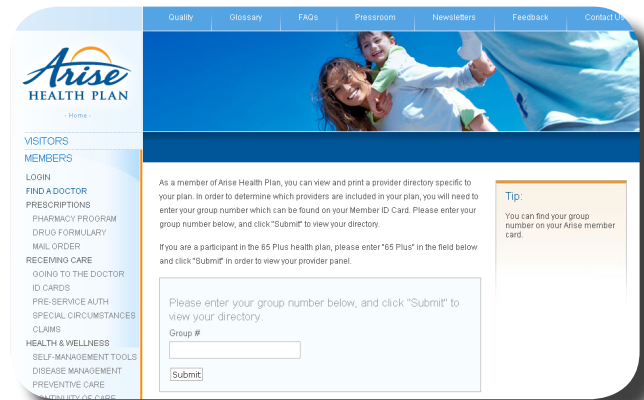 Quality Glossary FAQs Pressroom Newsletters Feedback Contact Us
Arise
HEALTH PLAN
- Home -
VISITORS
MEMBERS
LOGIN
FIND A DOCTOR
PRESCRIPTIONS
PHARMACY PROGRAM
DRUG FORMULARY
MAIL ORDER
RECEIVING CARE
GOING TO THE DOCTOR
ID CARDS
PRE-SERVICE AUTH
SPECIAL CIRCUMSTANCES
CLAIMS
HEALTH & WELLNESS
SELF-MANAGEMENT TOOLS
DISEASE MANAGEMENT
PREVENTIVE CARE
CONTINUITY OF CARE
As a member of Arise Health Plan, you can view and print a provider directory specific to
your plan. In order to determine which providers are included in your plan, you will need to
enter your group number which can be found on your Member ID Card. Please enter your
group number below, and click "Submit" to view your directory.
If you are a participant in the 65 Plus health plan, please enter "65 Plus" in the field below
and click "Submit" in order to view your provider panel.
Please enter your group number below, and click "Submit" to
view your directory.
Group #
Submit
Tip:
You can find your group
number on your Arise member
card.